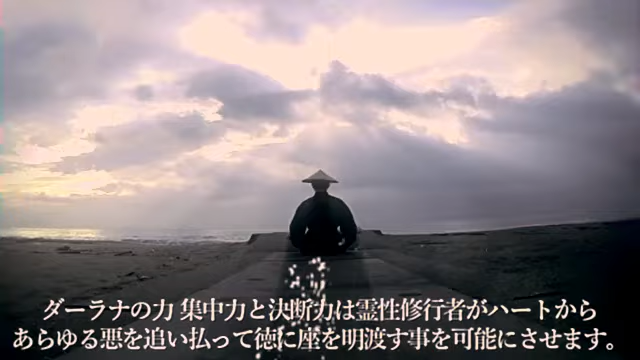 ダーラナの力 集中力と決断力は霊性修行者がハートから
あらゆる悪を追い払って徳に座を明渡す事を可能にさせます。